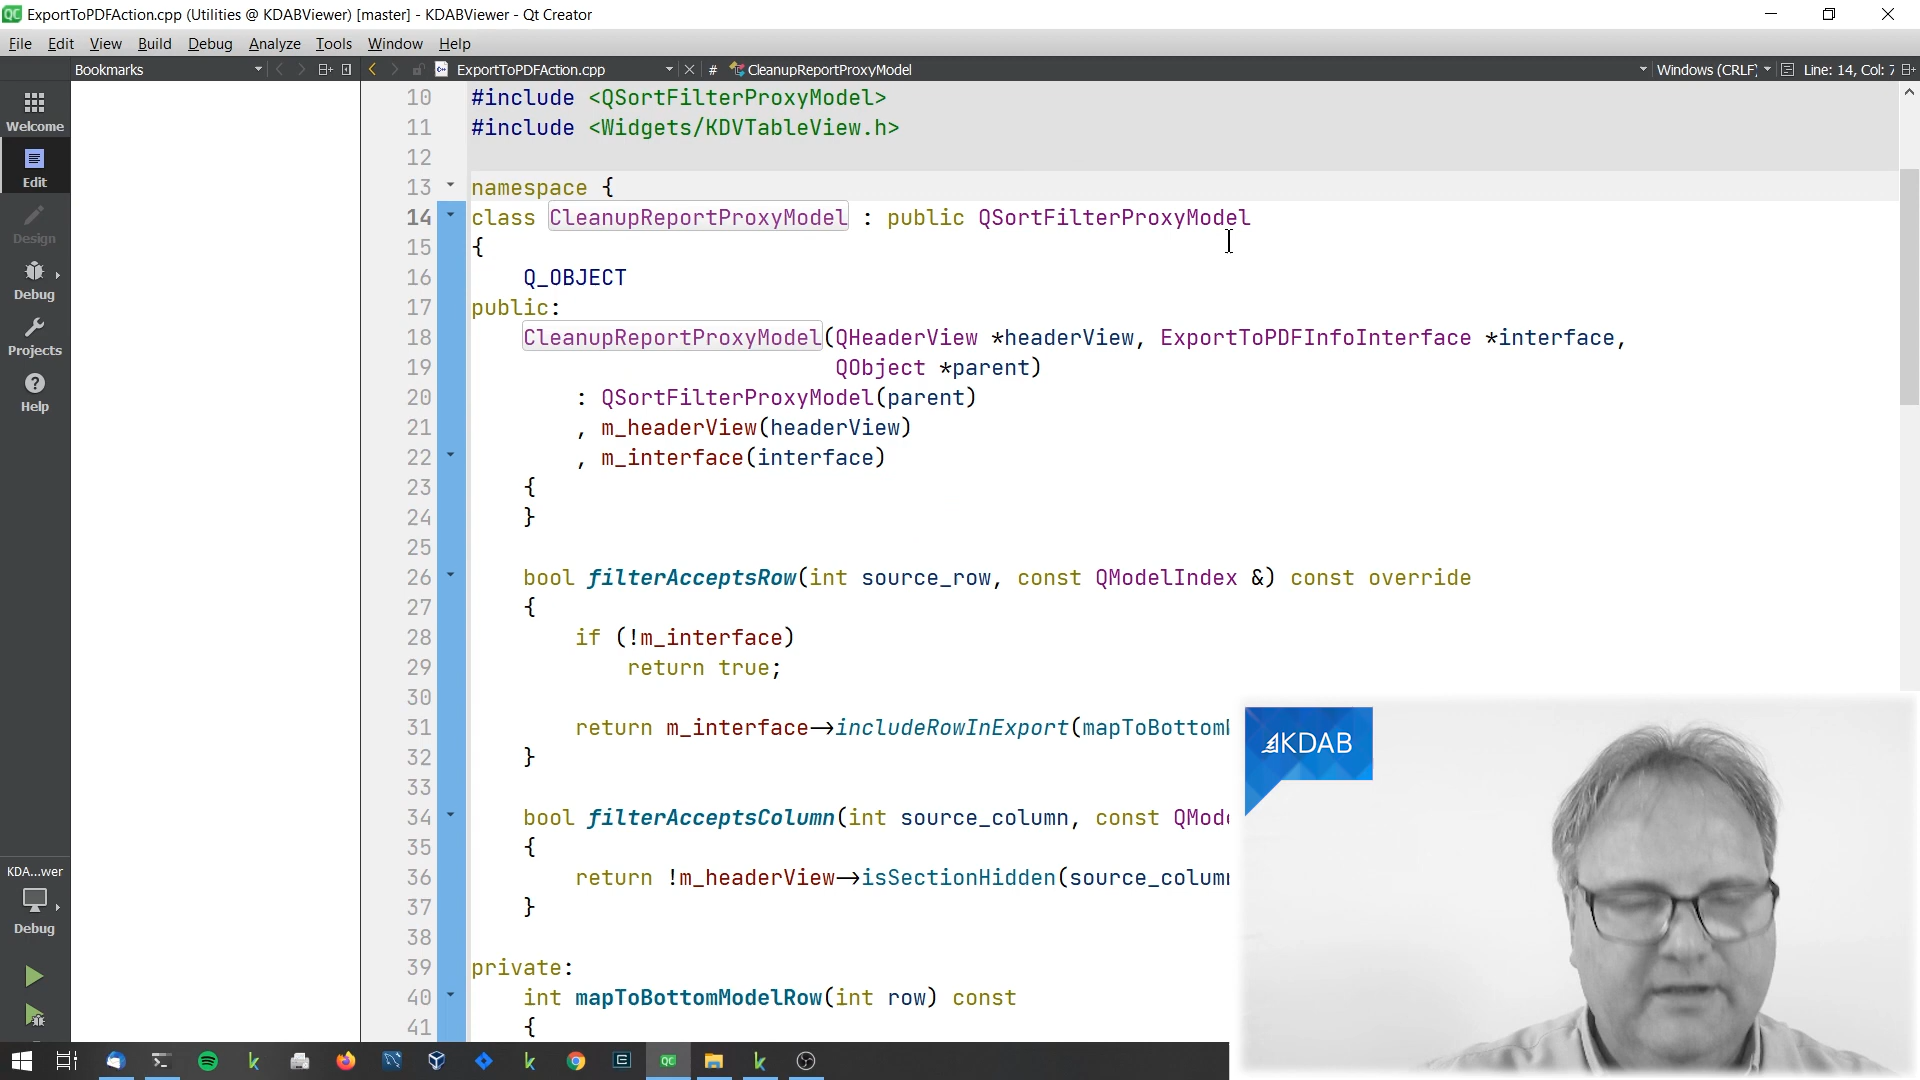 ExportToPDFAction.cpp (Utilities @ KDABViewer) [master] - KDABViewer - Qt Creator
File Edit View Build Debug Analyze Tools Window Help
Bookmarks
ExportToPDFAction.cpp # CleanupReportProxyModel Windows (CRLF) Line: 14, Col: 7
Welcome
Edit
Design
Debug
Projects
Help
KDA...wer
Debug
10 #include <QSortFilterProxyModel>
11 #include <Widgets/KDVTableView.h>
12
13 namespace {
14 class CleanupReportProxyModel : public QSortFilterProxyModel
15 {
16 Q_OBJECT
17 public:
18 CleanupReportProxyModel(QHeaderView *headerView, ExportToPDFInfoInterface *interface,
19 QObject *parent)
20 : QSortFilterProxyModel(parent)
21 , m_headerView(headerView)
22 , m_interface(interface)
23 {
24 }
25
26 bool filterAcceptsRow(int source_row, const QModelIndex &) const override
27 {
28 if (!m_interface)
29 return true;
30
31 return m_interface->includeRowInExport(mapToBottom
32 }
33
34 bool filterAcceptsColumn(int source_column, const QMod
35 {
36 return !m_headerView->isSectionHidden(source_colum
37 }
38
39 private:
40 int mapToBottomModelRow(int row) const
41 {
KDAB